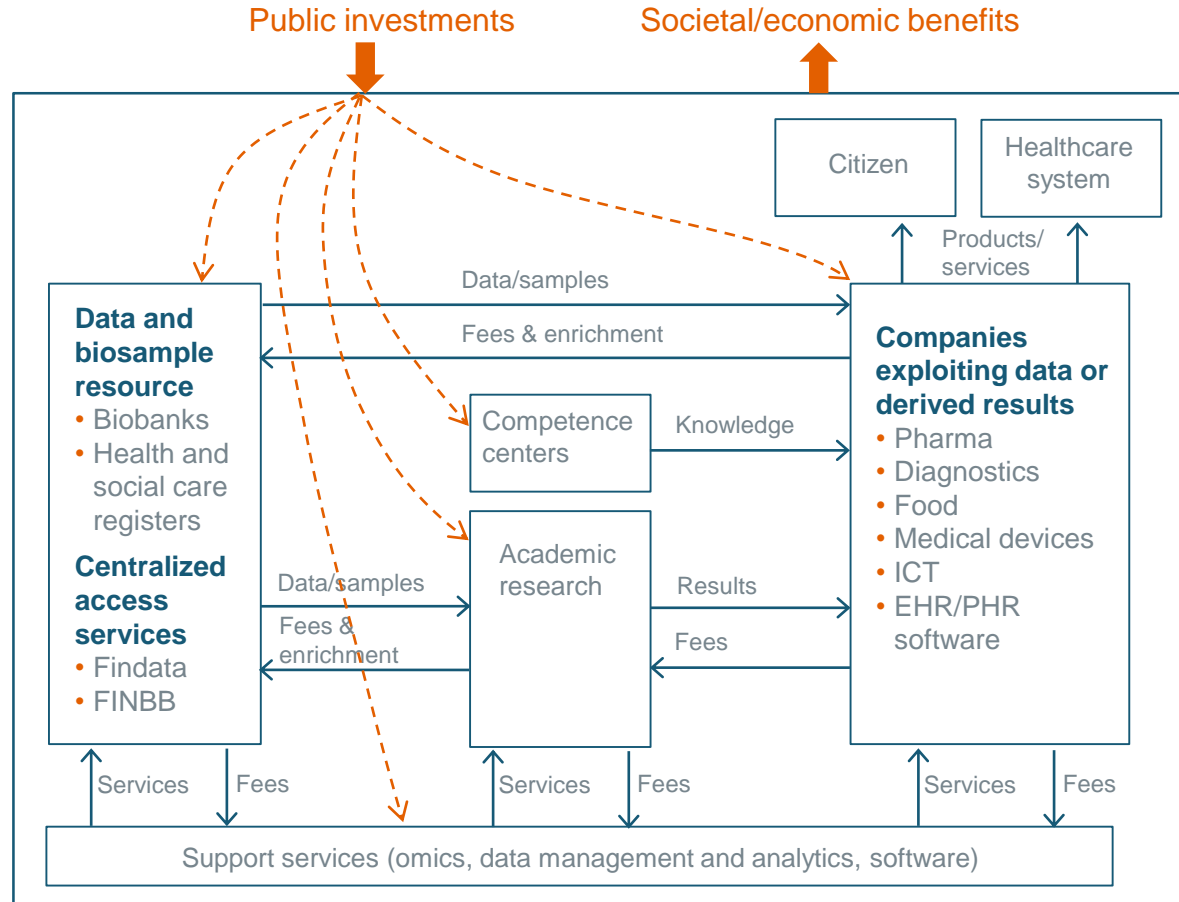 Public investments
Societal/economic benefits
Citizen
Healthcare
system
Products/
services
Data/samples
Fees & enrichment
Data and
biosample
resource
• Biobanks
• Health and
social care
registers
Centralized
access
services
• Findata
• FINBB
Competence
centers
Knowledge
Companies
exploiting data or
derived results
• Pharma
• Diagnostics
• Food
• Medical devices
• ICT
• EHR/PHR
software
Academic
research
Data/samples
Fees &
enrichment
Results
Fees
Services
Fees
Services
Fees
Services
Fees
Support services (omics, data management and analytics, software)